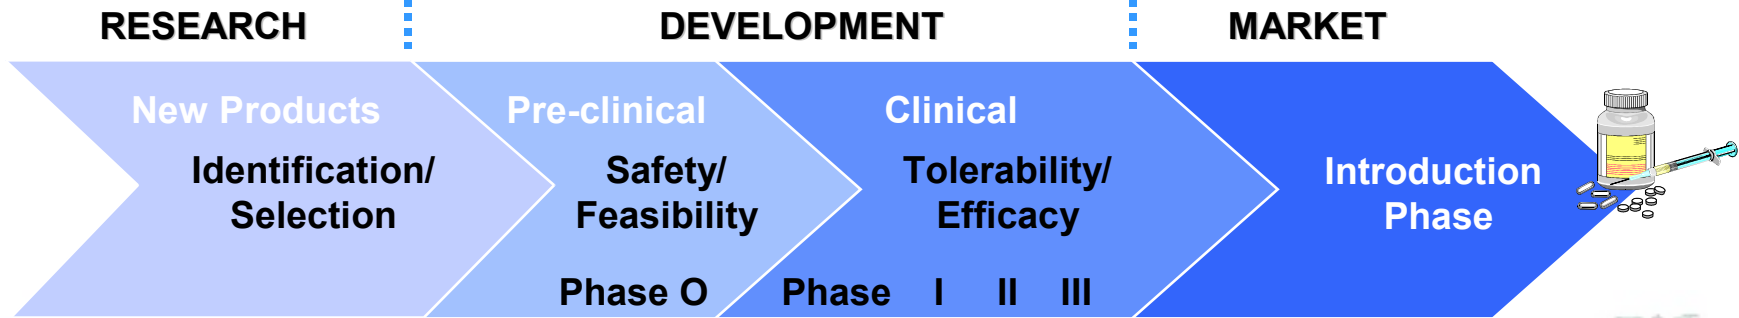 RESEARCH
DEVELOPMENT
MARKET
New Products
Identification/
Selection
Pre-clinical
Safety/
Feasibility
Phase O
Clinical
Tolerability/
Efficacy
Phase I II III
Introduction
Phase